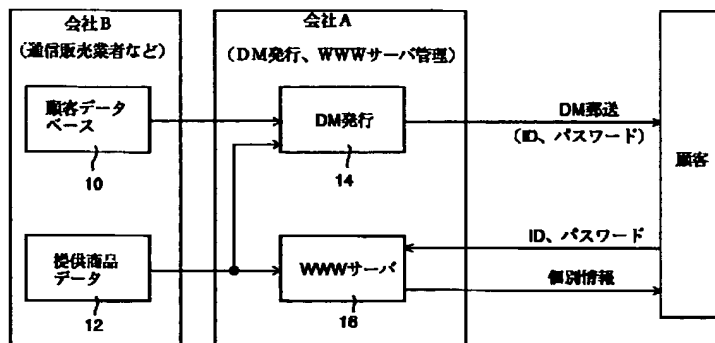 会社B
(通信販売業者など)
顧客データ
ベース
10
提供商品
データ
12
会社A
(DM発行、WWWサーバ管理)
DM発行
14
WWWサーバ
16
DM郵送
(ID、パスワード)
ID、パスワード
個別情報
顧客